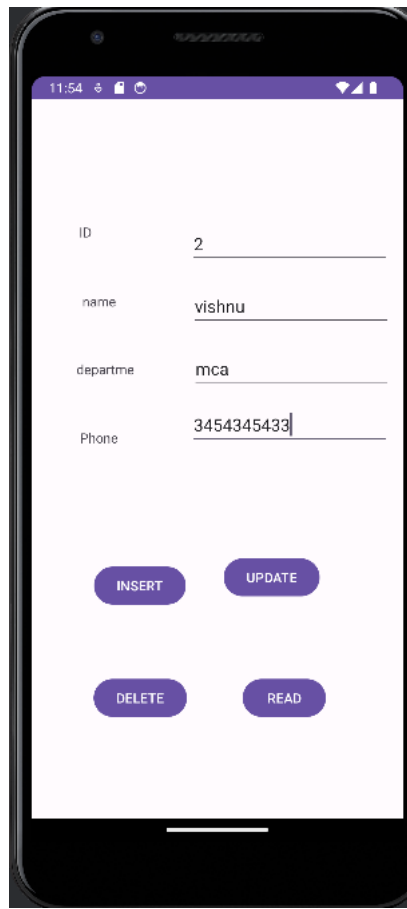 11:54
ID 2
name vishnu
departme mca
Phone 3454345433
INSERT UPDATE
DELETE READ